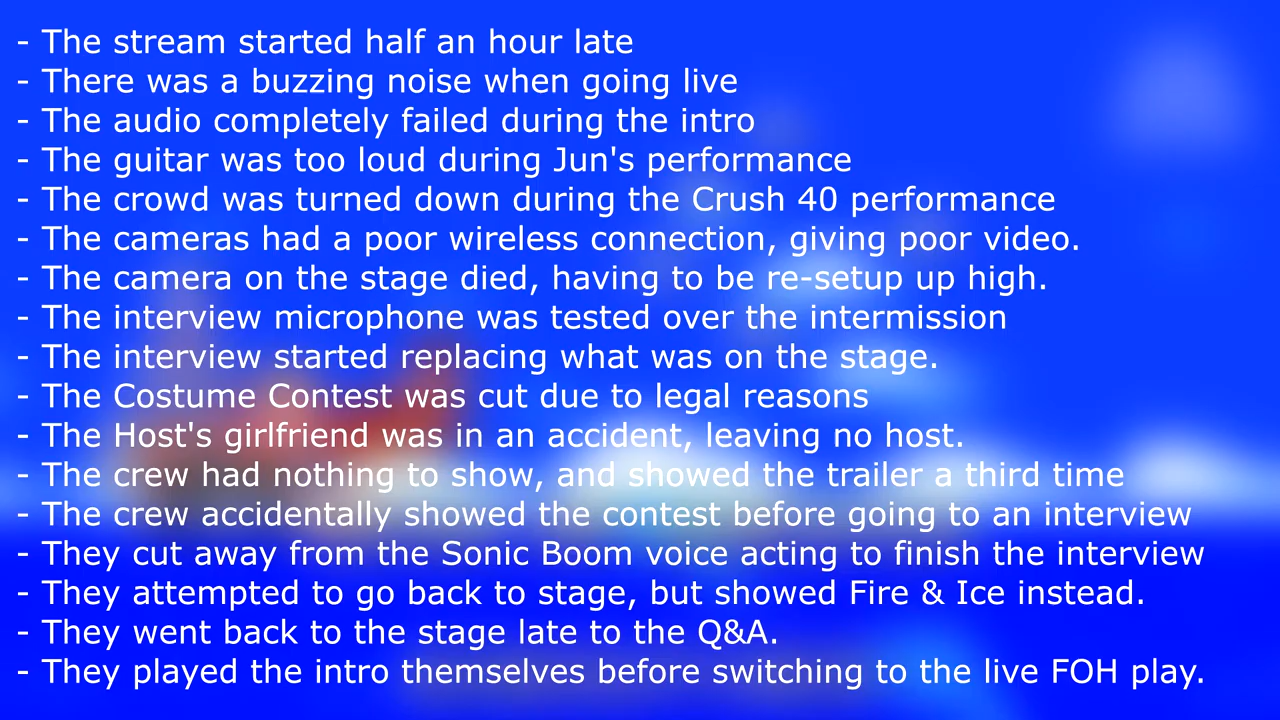 - The stream started half an hour late
- There was a buzzing noise when going live
- The audio completely failed during the intro
- The guitar was too loud during Jun's performance
- The crowd was turned down during the Crush 40 performance
- The cameras had a poor wireless connection, giving poor video.
- The camera on the stage died, having to be re-setup up high.
- The interview microphone was tested over the intermission
- The interview started replacing what was on the stage.
- The Costume Contest was cut due to legal reasons
- The Host's girlfriend was in an accident, leaving no host.
- The crew had nothing to show, and showed the trailer a third time
- The crew accidentally showed the contest before going to an interview
- They cut away from the Sonic Boom voice acting to finish the interview
- They attempted to go back to stage, but showed Fire & Ice instead.
- They went back to the stage late to the Q&A.
- They played the intro themselves before switching to the live FOH play.